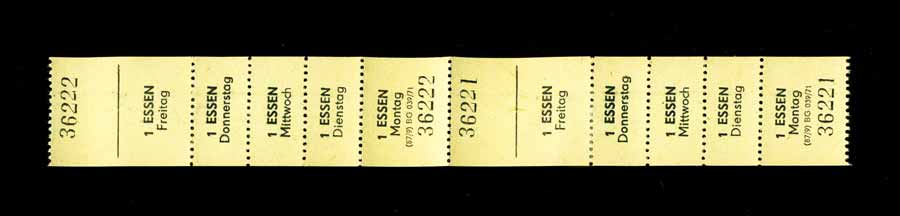 36222
1 ESSEN
Freitag
1 ESSEN
Donnerstag
1 ESSEN
Mittwoch
1 ESSEN
Dienstag
1 ESSEN
Montag
(87/9) BG 039/71
36222
36221
1 ESSEN
Freitag
1 ESSEN
Donnerstag
1 ESSEN
Mittwoch
1 ESSEN
Dienstag
1 ESSEN
Montag
(87/9) BG 039/71
36221